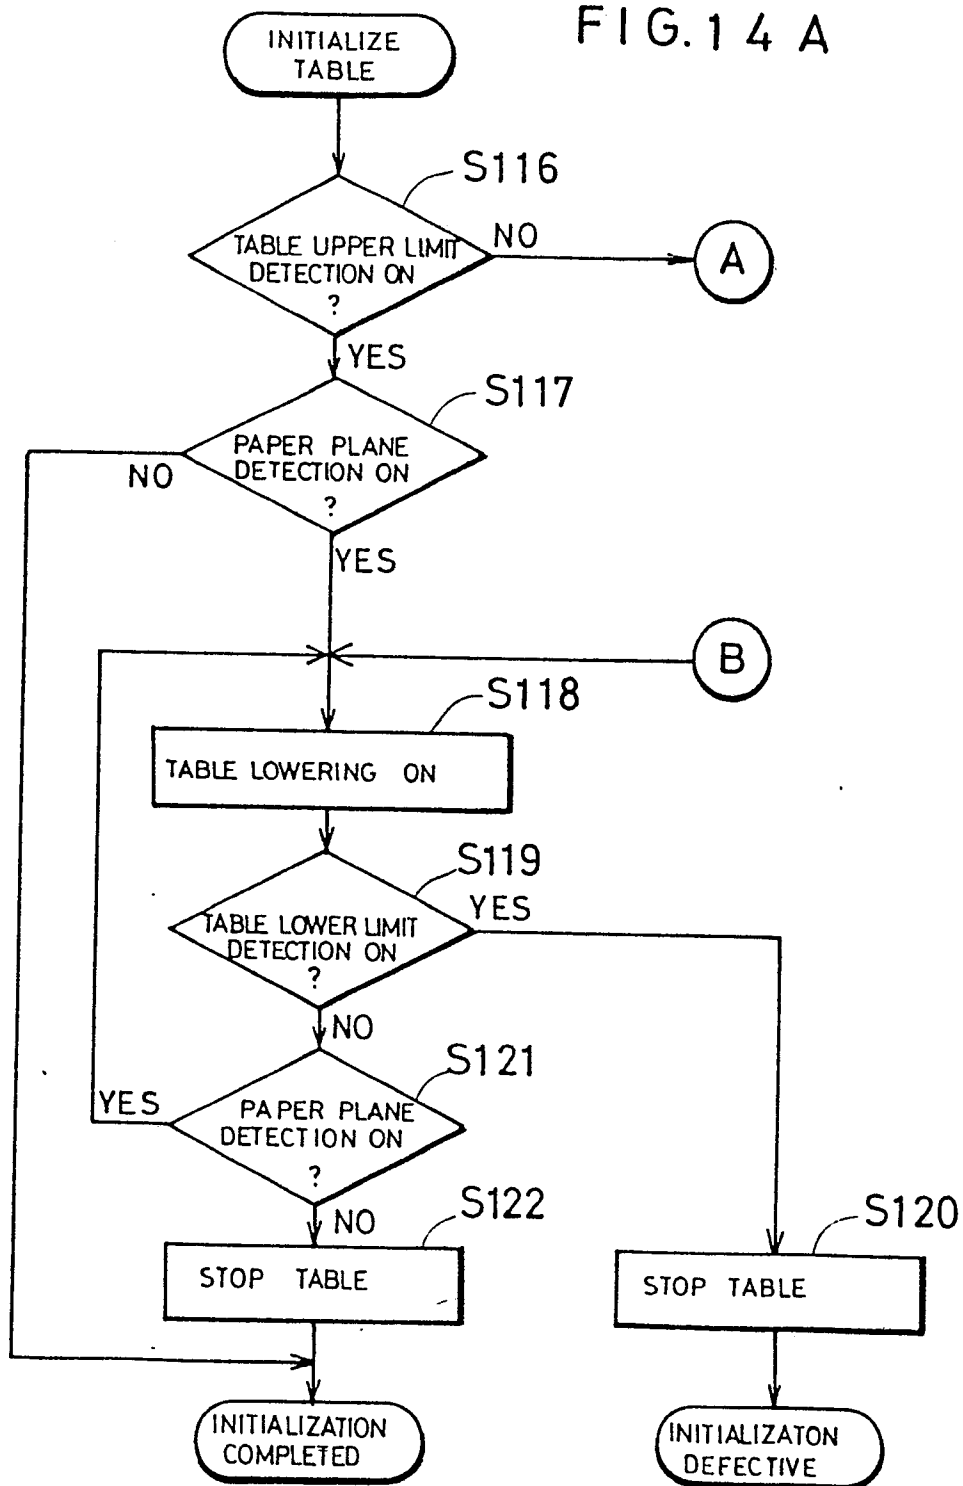 FIG.14 A
INITIALIZE
TABLE
S116
TABLE UPPER LIMIT
DETECTION ON
?
NO
A
YES
S117
PAPER PLANE
DETECTION ON
?
NO
YES
B
S118
TABLE LOWERING ON
S119
TABLE LOWER LIMIT
DETECTION ON
?
YES
NO
S121
PAPER PLANE
DETECTION ON
?
YES
NO
S122
STOP TABLE
S120
STOP TABLE
INITIALIZATION
COMPLETED
INITIALIZATON
DEFECTIVE